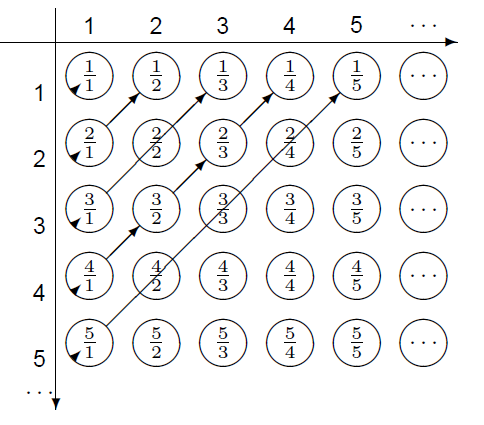 1 2 3 4 5 ···
1 1/1 1/2 1/3 1/4 1/5 ···
2 2/1 2/2 2/3 2/4 2/5 ···
3 3/1 3/2 3/3 3/4 3/5 ···
4 4/1 4/2 4/3 4/4 4/5 ···
5 5/1 5/2 5/3 5/4 5/5 ···
···